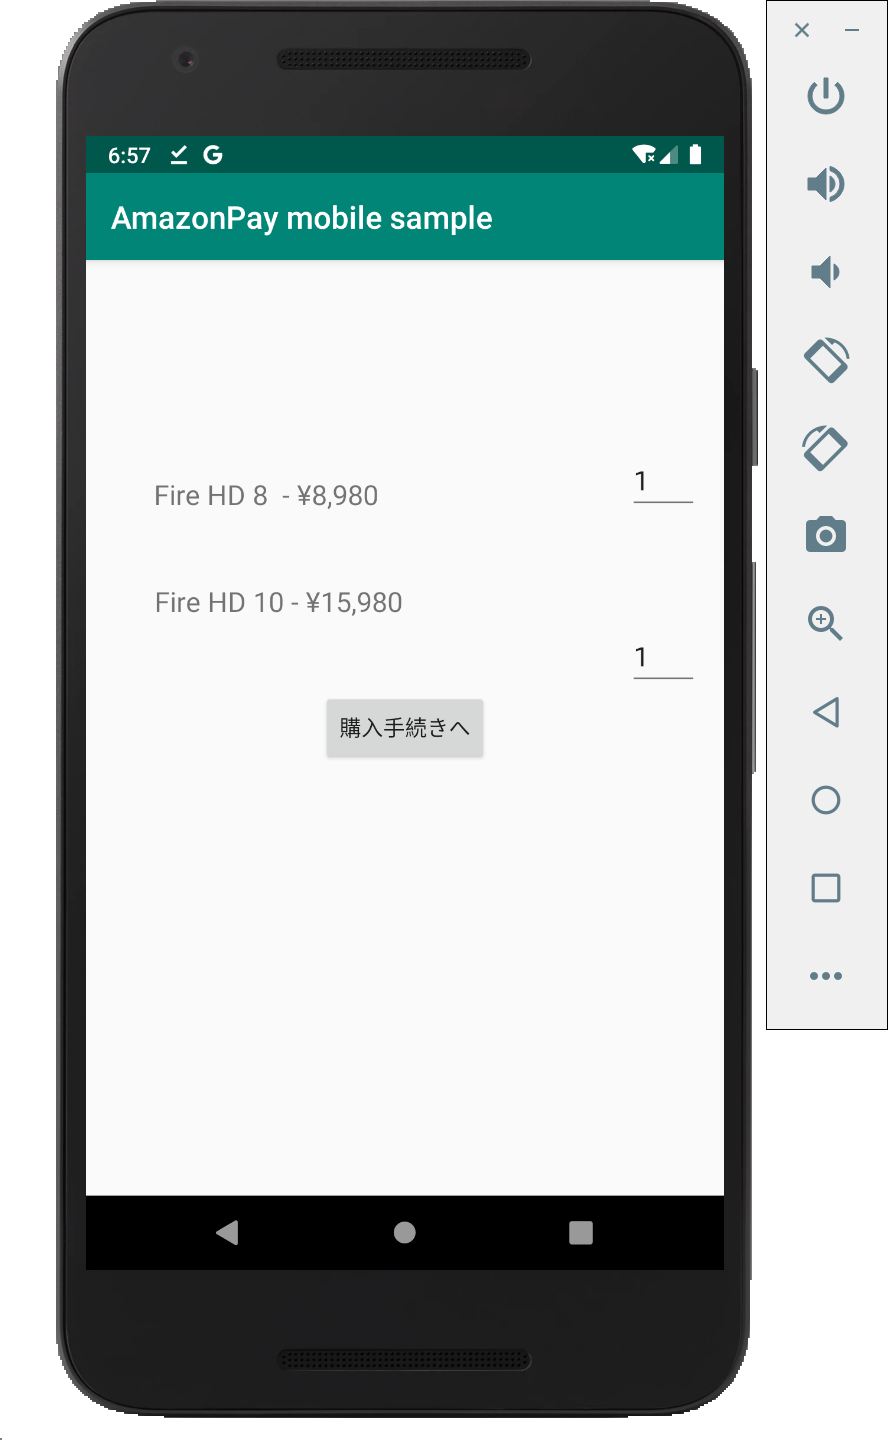 6:57
AmazonPay mobile sample
Fire HD 8  - ¥8,980
1
Fire HD 10 - ¥15,980
1
購入手続きへ